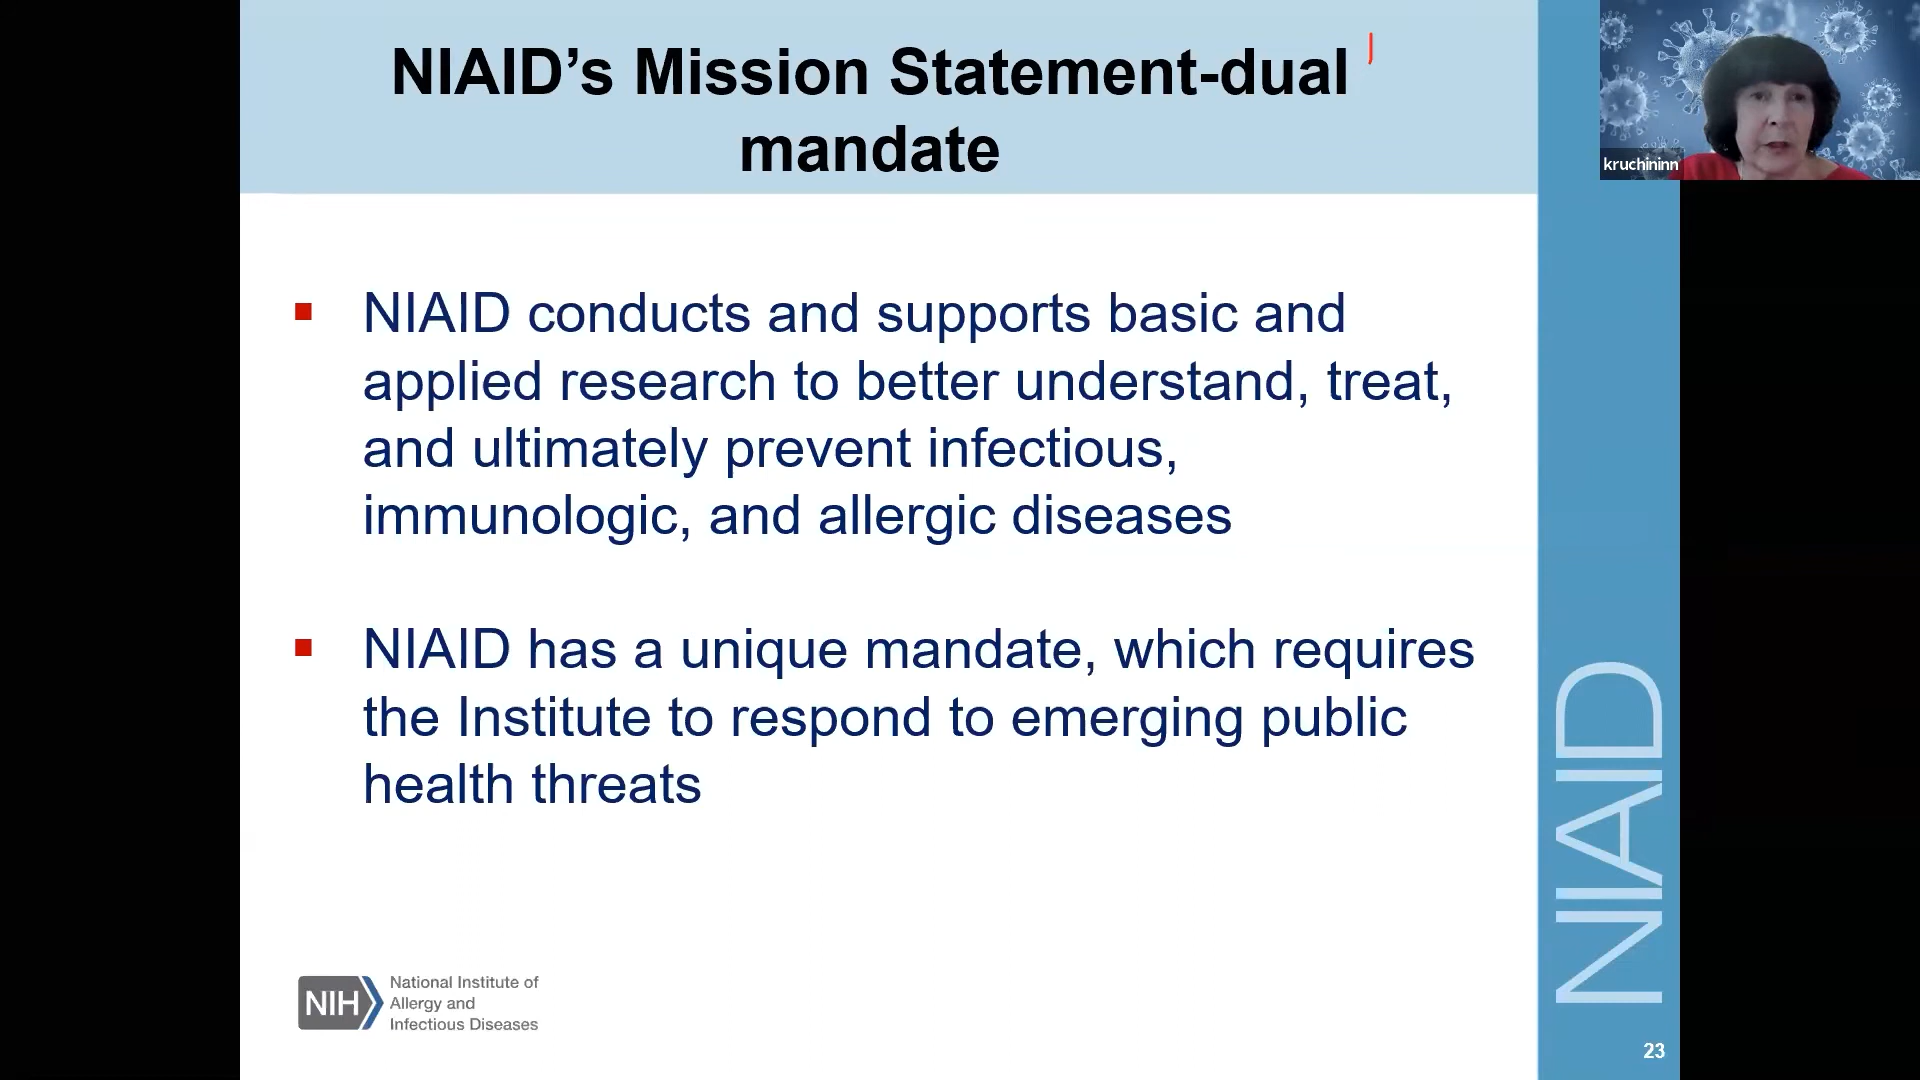 NIAID’s Mission Statement-dual
mandate
kruchininn
▪ NIAID conducts and supports basic and
applied research to better understand, treat,
and ultimately prevent infectious,
immunologic, and allergic diseases
▪ NIAID has a unique mandate, which requires
the Institute to respond to emerging public
health threats
NIAID
NIH
National Institute of
Allergy and
Infectious Diseases
23